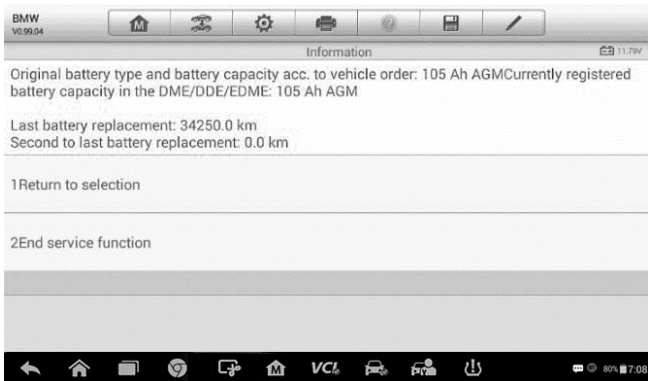 BMW
V0.99.04
Information
11.79V
Original battery type and battery capacity acc. to vehicle order: 105 Ah AGMCurrently registered
battery capacity in the DME/DDE/EDME: 105 Ah AGM
Last battery replacement: 34250.0 km
Second to last battery replacement: 0.0 km
1Return to selection
2End service function
M
M
VCI
80% 7:08